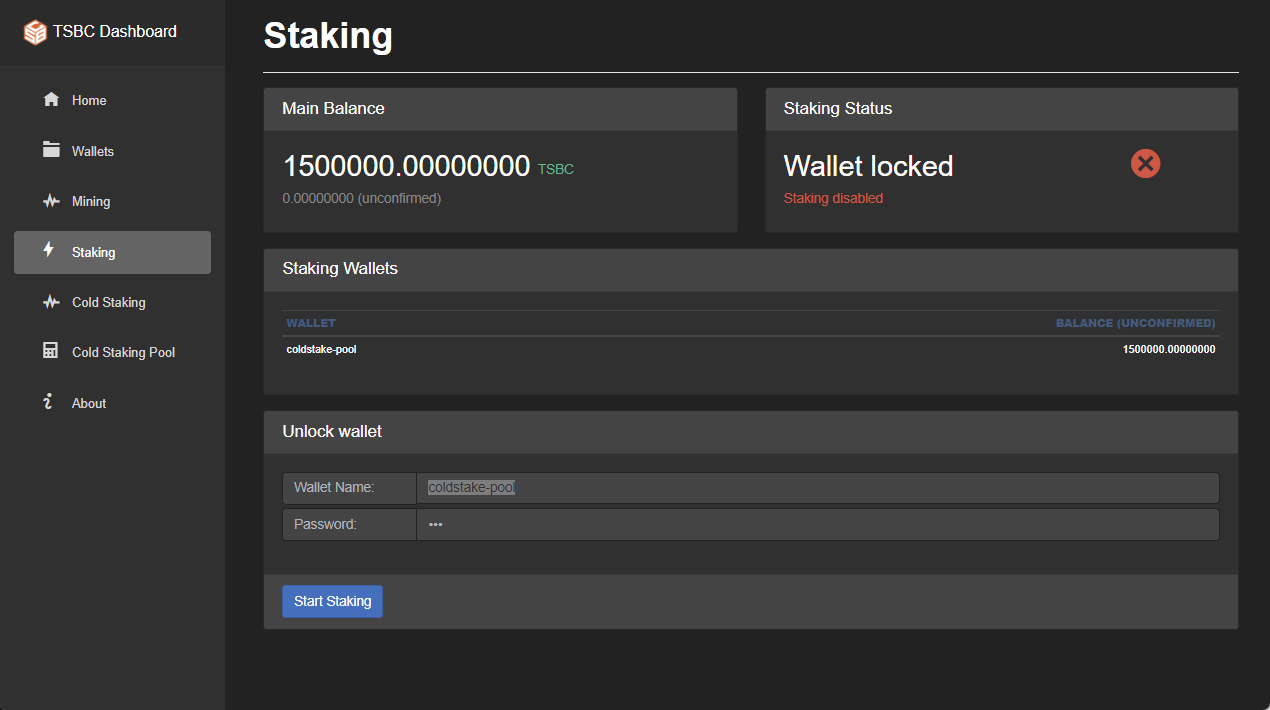 TSBC Dashboard
Home
Wallets
Mining
Staking
Cold Staking
Cold Staking Pool
About
Staking
Main Balance
1500000.00000000 TSBC
0.00000000 (unconfirmed)
Staking Status
Wallet locked
Staking disabled
Staking Wallets
WALLET BALANCE (UNCONFIRMED)
coldstake-pool 1500000.00000000
Unlock wallet
Wallet Name: coldstake-pool
Password: •••
Start Staking